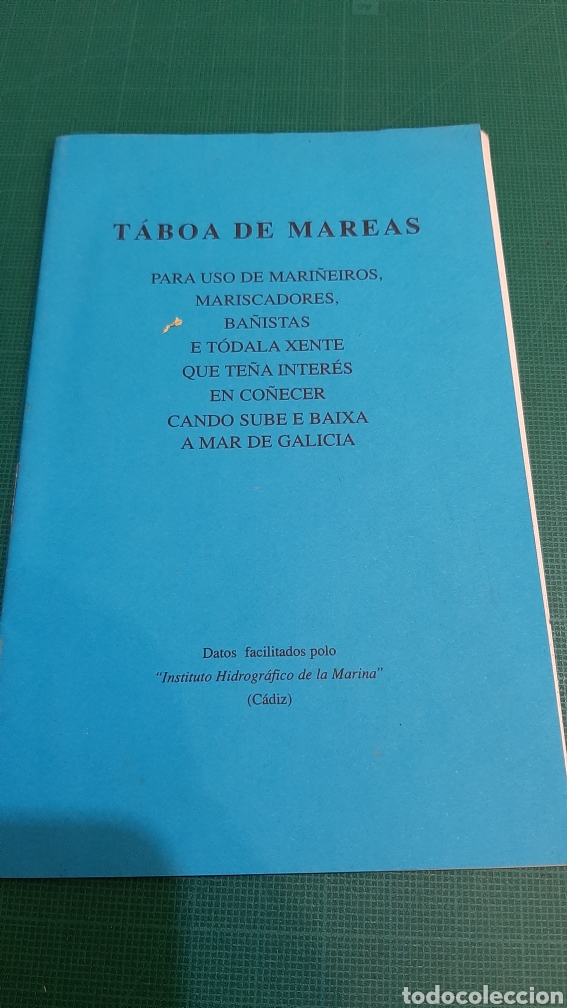 TÁBOA DE MAREAS
PARA USO DE MARIÑEIROS,
MARISCADORES,
BAÑISTAS
E TÓDALA XENTE
QUE TEÑA INTERÉS
EN COÑECER
CANDO SUBE E BAIXA
A MAR DE GALICIA
Datos facilitados polo
“Instituto Hidrográfico de la Marina”
(Cádiz)
todocoleccion